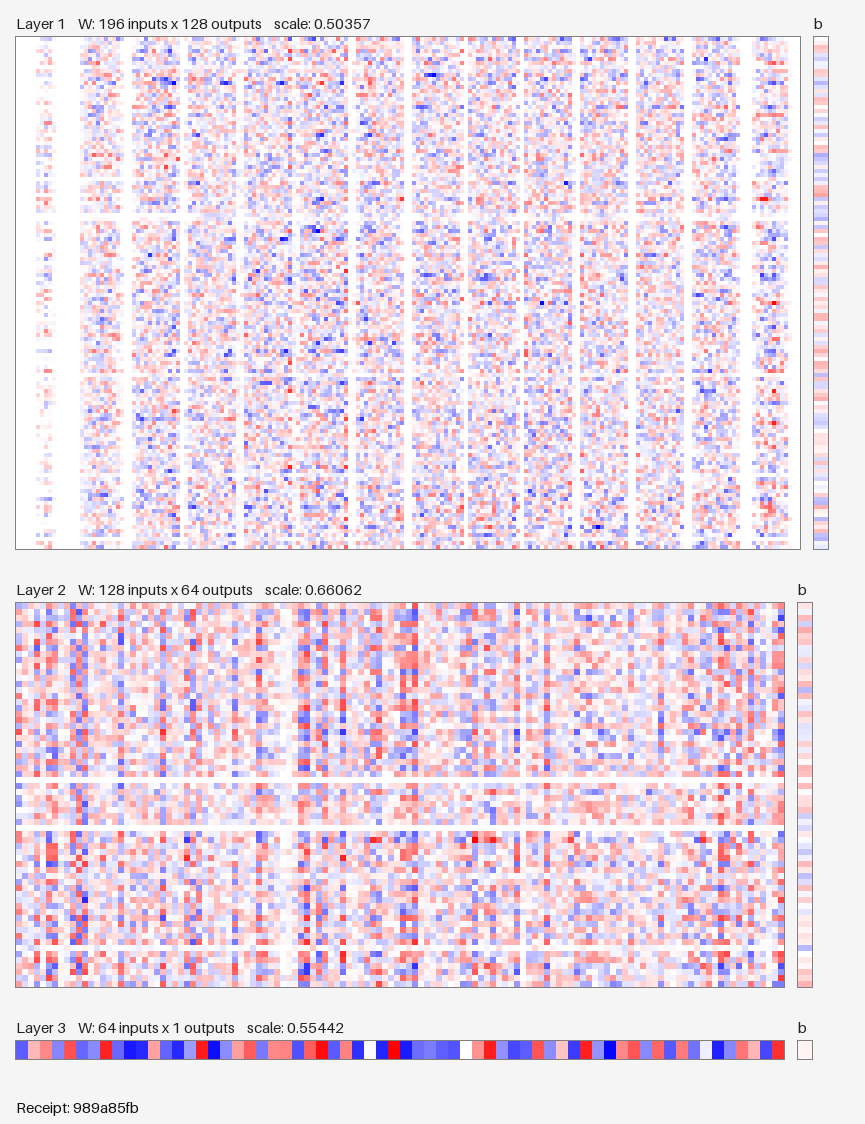 Layer 1 W: 196 inputs x 128 outputs scale: 0.50357 b
Layer 2 W: 128 inputs x 64 outputs scale: 0.66062 b
Layer 3 W: 64 inputs x 1 outputs scale: 0.55442 b
Receipt: 989a85fb